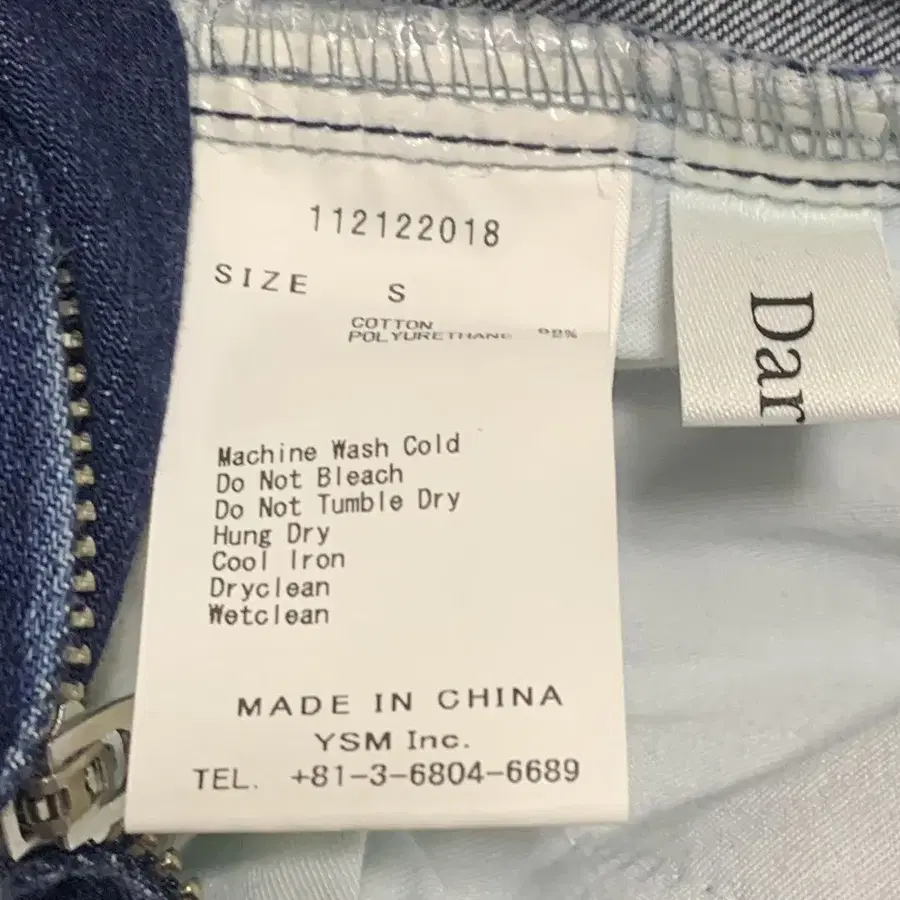 112122018
SIZE S
COTTON
POLYURETHANE
Machine Wash Cold
Do Not Bleach
Do Not Tumble Dry
Hung Dry
Cool Iron
Dryclean
Wetclean
MADE IN CHINA
YSM Inc.
TEL. +81-3-6804-6689
Dar